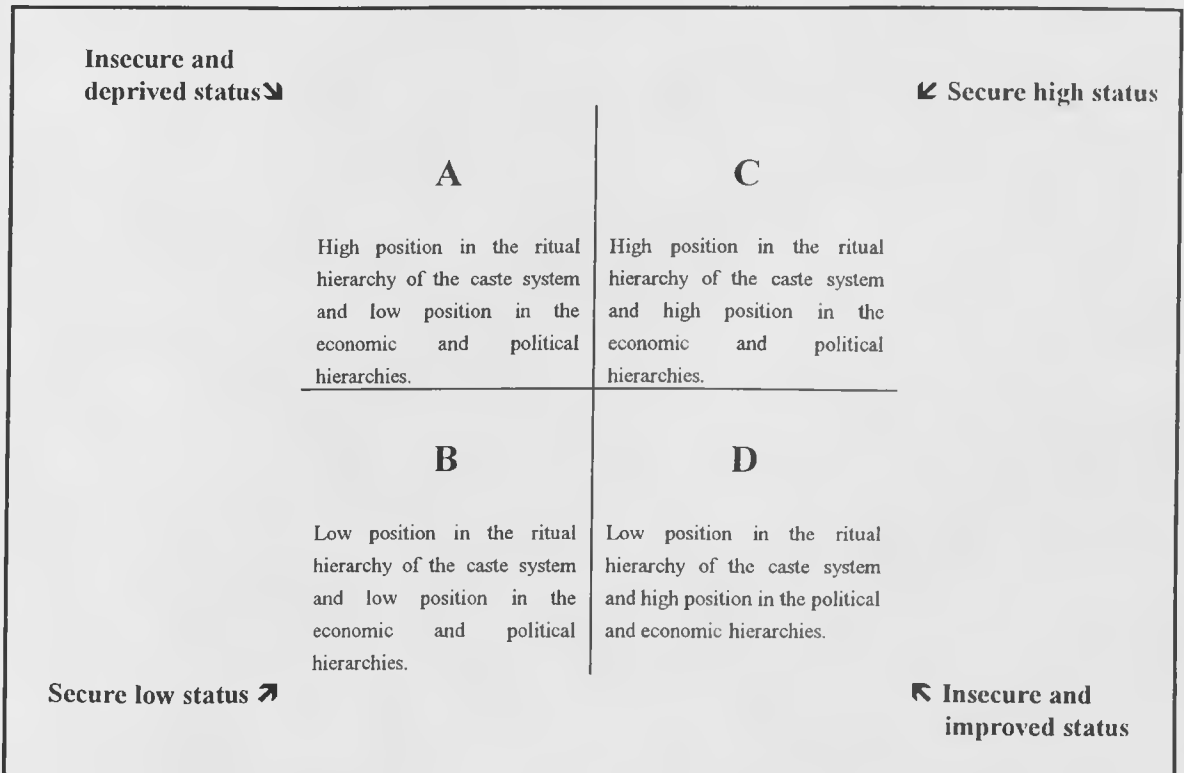 Insecure and
deprived status↘
↙ Secure high status
A
High position in the ritual
hierarchy of the caste system
and low position in the
economic and political
hierarchies.
C
High position in the ritual
hierarchy of the caste system
and high position in the
economic and political
hierarchies.
B
Low position in the ritual
hierarchy of the caste system
and low position in the
economic and political
hierarchies.
D
Low position in the ritual
hierarchy of the caste system
and high position in the political
and economic hierarchies.
Secure low status ↗
↖ Insecure and
improved status